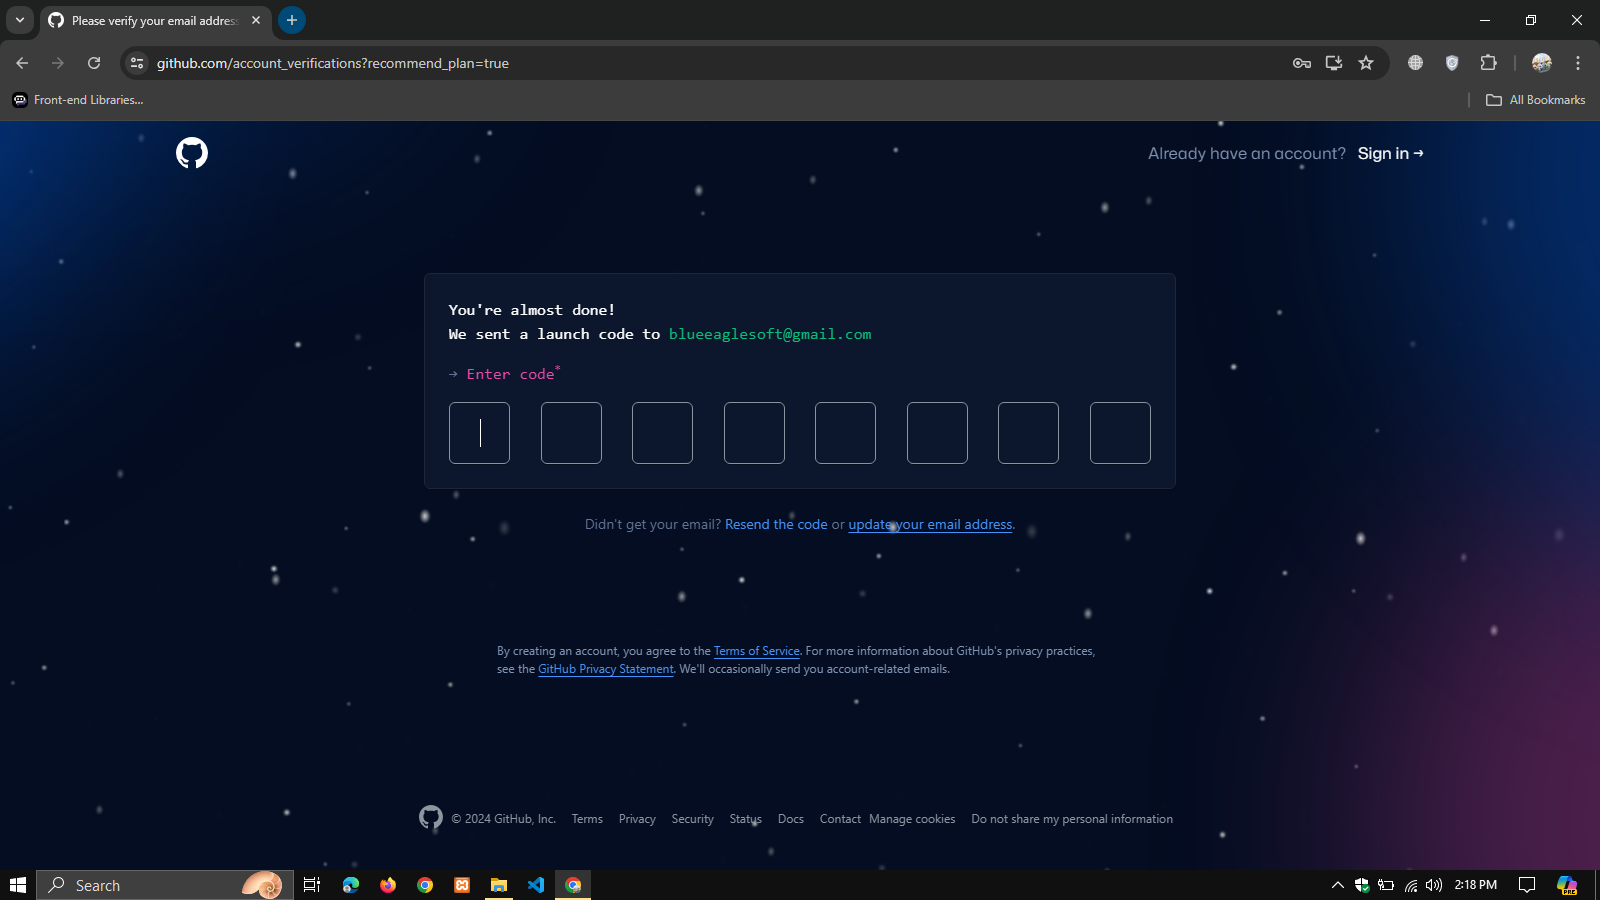 Please verify your email address
github.com/account_verifications?recommend_plan=true
Front-end Libraries...
All Bookmarks
Already have an account? Sign in →
You're almost done!
We sent a launch code to blueeaglesoft@gmail.com
→ Enter code*
Didn't get your email? Resend the code or update your email address.
By creating an account, you agree to the Terms of Service. For more information about GitHub's privacy practices,
see the GitHub Privacy Statement. We'll occasionally send you account-related emails.
© 2024 GitHub, Inc. Terms Privacy Security Status Docs Contact Manage cookies Do not share my personal information
Search
2:18 PM
PRE